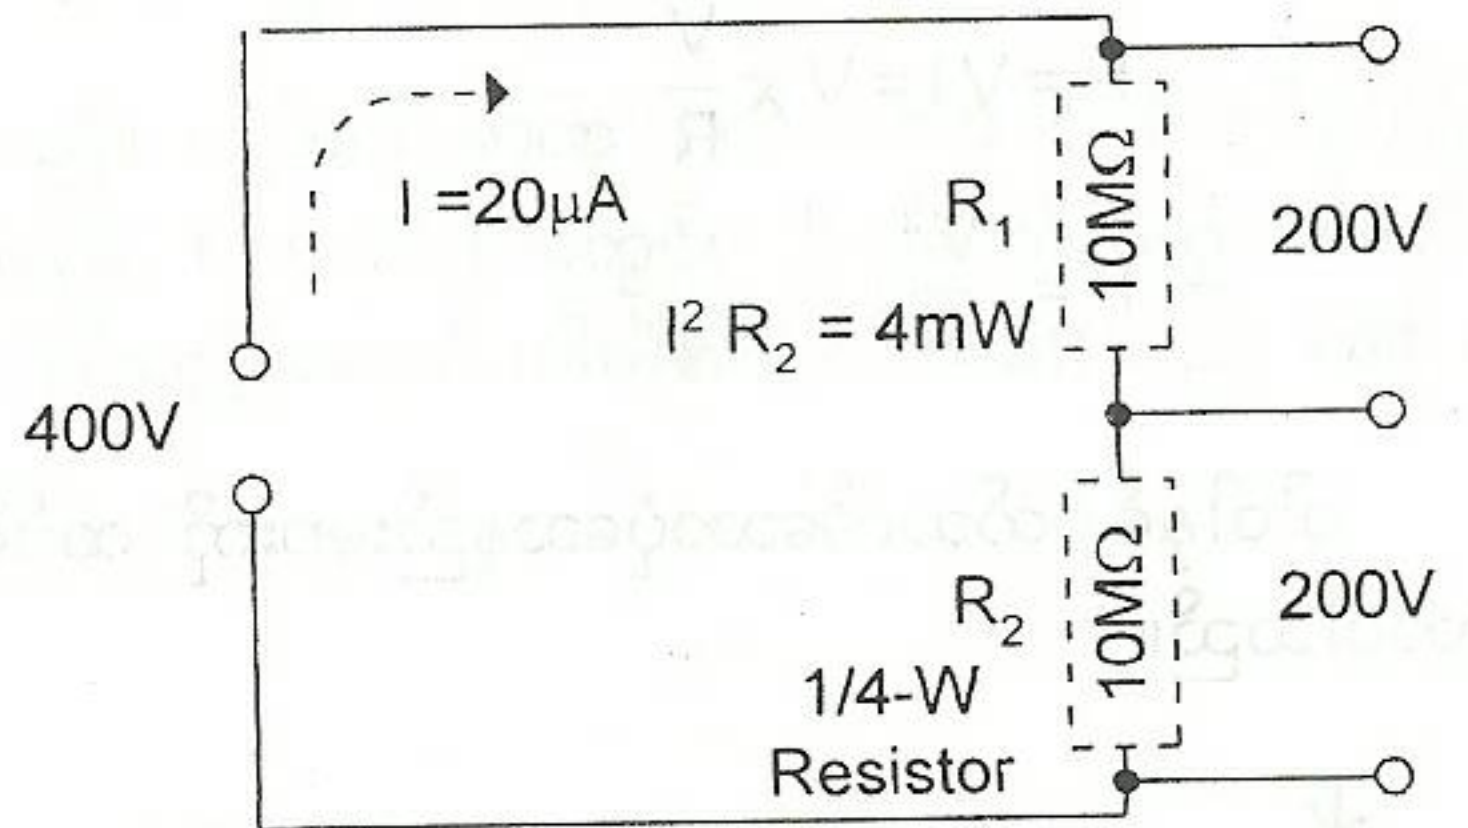 I =20μA
R₁
10MΩ
200V
I² R₂ = 4mW
400V
R₂
10MΩ
200V
1/4-W
Resistor